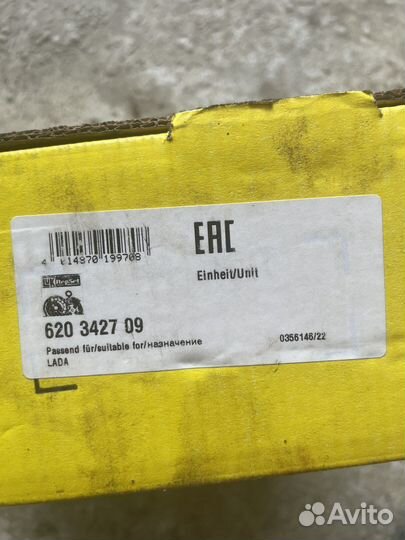 EAC
4 014870 199708
Einheit/Unit
LuK RepSet
620 3427 09
Passend für/suitable for/назначение
LADA
0356146/22
Avito